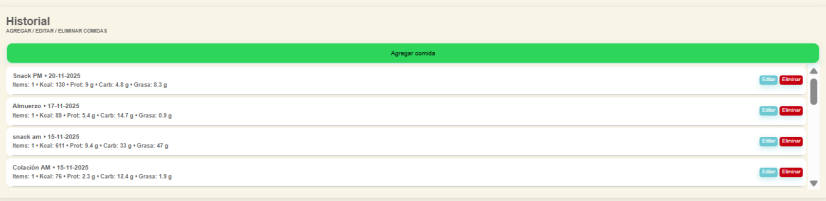 Historial
AGREGAR / EDITAR / ELIMINAR COMIDAS
Agregar comida
Snack PM • 20-11-2025
Items: 1 • Kcal: 130 • Prot: 9 g • Carb: 4.8 g • Grasa: 8.3 g
Editar Eliminar
Almuerzo • 17-11-2025
Items: 1 • Kcal: 89 • Prot: 5.4 g • Carb: 14.7 g • Grasa: 0.9 g
Editar Eliminar
snack am • 15-11-2025
Items: 1 • Kcal: 611 • Prot: 9.4 g • Carb: 33 g • Grasa: 47 g
Editar Eliminar
Colación AM • 15-11-2025
Items: 1 • Kcal: 76 • Prot: 2.3 g • Carb: 12.4 g • Grasa: 1.9 g
Editar Eliminar